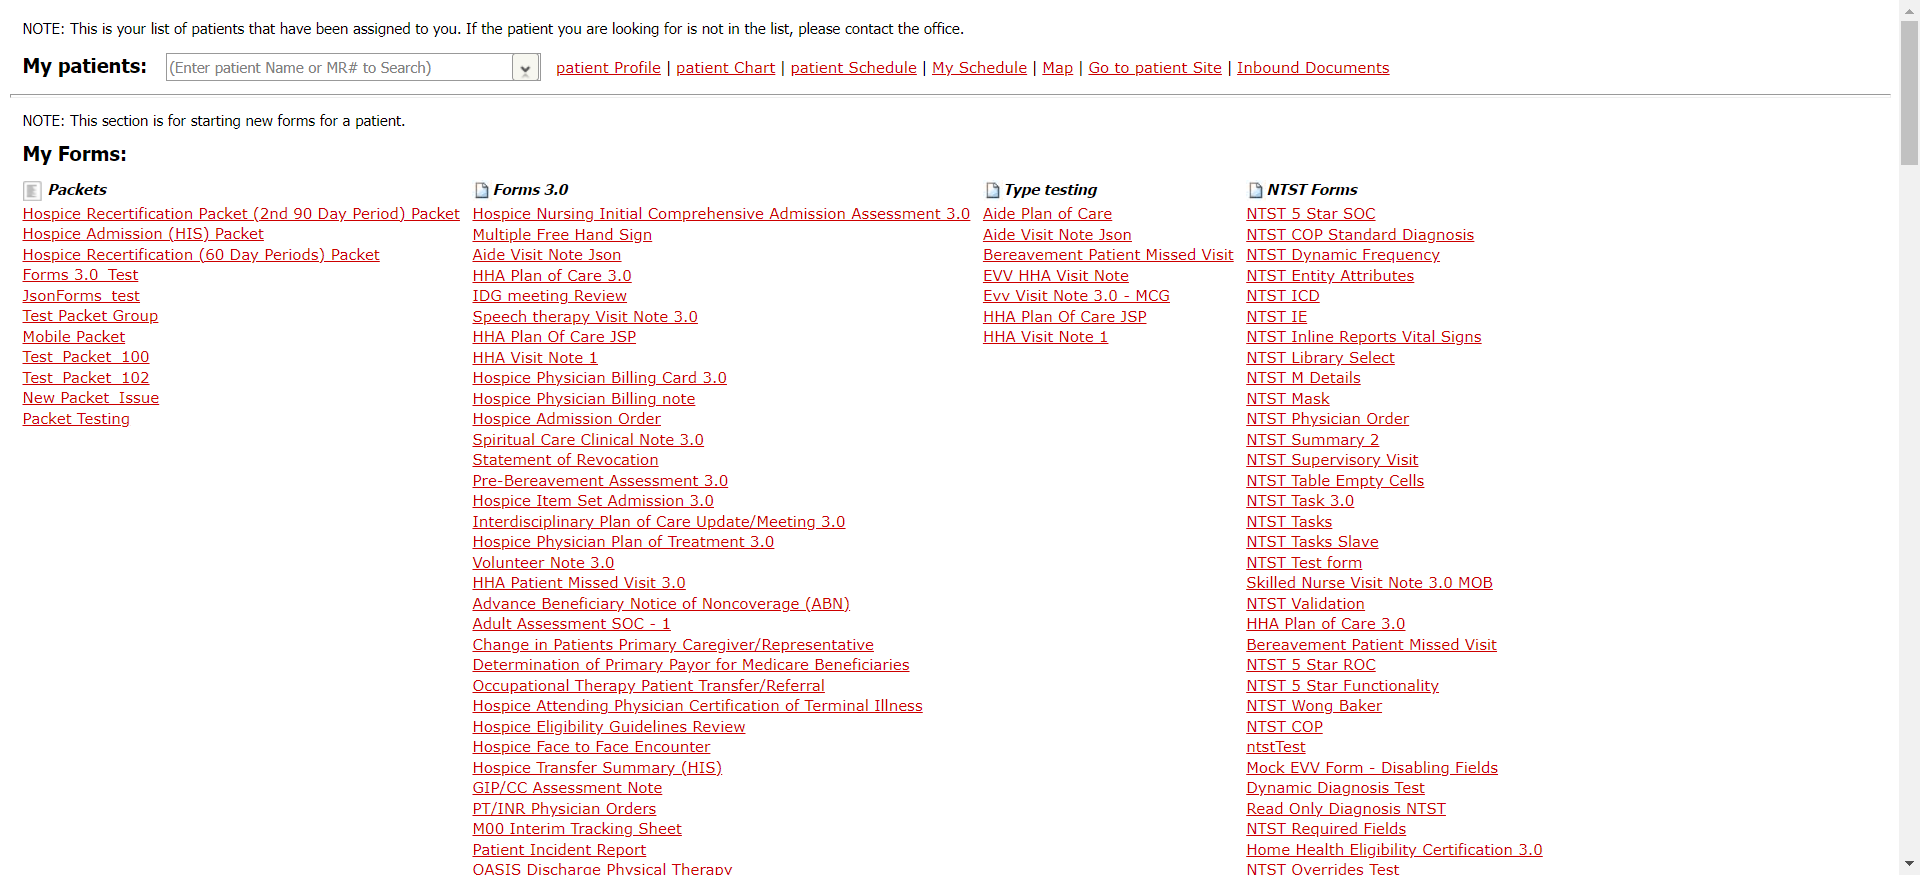 NOTE: This is your list of patients that have been assigned to you. If the patient you are looking for is not in the list, please contact the office.
My patients: (Enter patient Name or MR# to Search) patient Profile | patient Chart | patient Schedule | My Schedule | Map | Go to patient Site | Inbound Documents
NOTE: This section is for starting new forms for a patient.
My Forms:
Packets
Hospice Recertification Packet (2nd 90 Day Period) Packet
Hospice Admission (HIS) Packet
Hospice Recertification (60 Day Periods) Packet
Forms 3.0_Test
JsonForms_test
Test Packet Group
Mobile Packet
Test_Packet_100
Test_Packet_102
New Packet_Issue
Packet Testing
Forms 3.0
Hospice Nursing Initial Comprehensive Admission Assessment 3.0
Multiple Free Hand Sign
Aide Visit Note Json
HHA Plan of Care 3.0
IDG meeting Review
Speech therapy Visit Note 3.0
HHA Plan Of Care JSP
HHA Visit Note 1
Hospice Physician Billing Card 3.0
Hospice Physician Billing note
Hospice Admission Order
Spiritual Care Clinical Note 3.0
Statement of Revocation
Pre-Bereavement Assessment 3.0
Hospice Item Set Admission 3.0
Interdisciplinary Plan of Care Update/Meeting 3.0
Hospice Physician Plan of Treatment 3.0
Volunteer Note 3.0
HHA Patient Missed Visit 3.0
Advance Beneficiary Notice of Noncoverage (ABN)
Adult Assessment SOC - 1
Change in Patients Primary Caregiver/Representative
Determination of Primary Payor for Medicare Beneficiaries
Occupational Therapy Patient Transfer/Referral
Hospice Attending Physician Certification of Terminal Illness
Hospice Eligibility Guidelines Review
Hospice Face to Face Encounter
Hospice Transfer Summary (HIS)
GIP/CC Assessment Note
PT/INR Physician Orders
M00 Interim Tracking Sheet
Patient Incident Report
OASIS Discharge Physical Therapy
Type testing
Aide Plan of Care
Aide Visit Note Json
Bereavement Patient Missed Visit
EVV HHA Visit Note
Evv Visit Note 3.0 - MCG
HHA Plan Of Care JSP
HHA Visit Note 1
NTST Forms
NTST 5 Star SOC
NTST COP Standard Diagnosis
NTST Dynamic Frequency
NTST Entity Attributes
NTST ICD
NTST IE
NTST Inline Reports Vital Signs
NTST Library Select
NTST M Details
NTST Mask
NTST Physician Order
NTST Summary 2
NTST Supervisory Visit
NTST Table Empty Cells
NTST Task 3.0
NTST Tasks
NTST Tasks Slave
NTST Test form
Skilled Nurse Visit Note 3.0 MOB
NTST Validation
HHA Plan of Care 3.0
Bereavement Patient Missed Visit
NTST 5 Star ROC
NTST 5 Star Functionality
NTST Wong Baker
NTST COP
ntstTest
Mock EVV Form - Disabling Fields
Dynamic Diagnosis Test
Read Only Diagnosis NTST
NTST Required Fields
Home Health Eligibility Certification 3.0
NTST Overrides Test